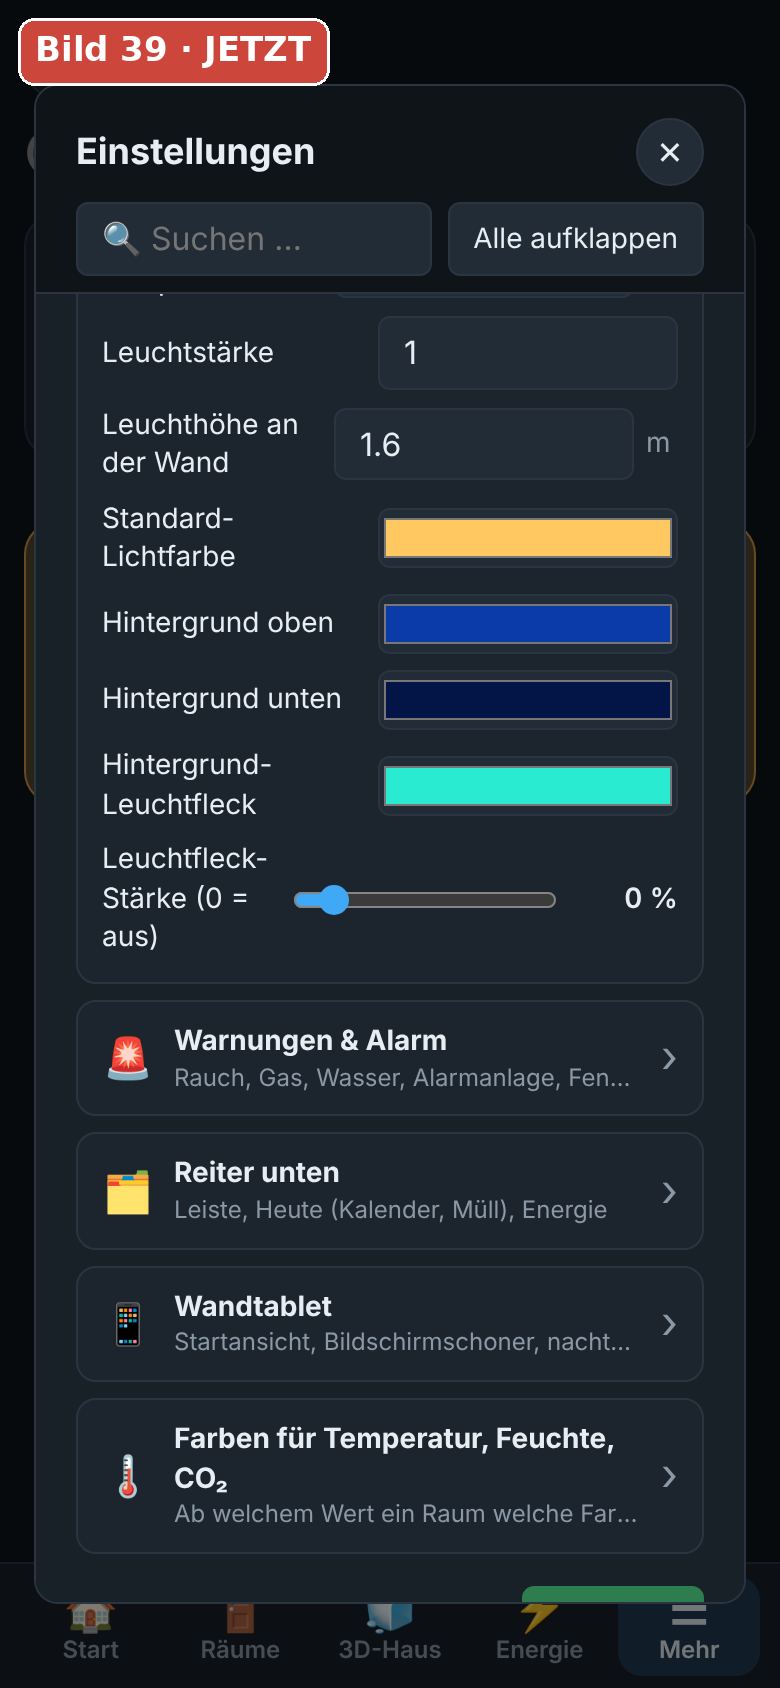 Bild 39 · JETZT
Einstellungen
✕
🔍 Suchen ...
Alle aufklappen
Leuchtstärke
1
Leuchthöhe an
der Wand
1.6
m
Standard-
Lichtfarbe
Hintergrund oben
Hintergrund unten
Hintergrund-
Leuchtfleck
Leuchtfleck-
Stärke (0 =
aus)
0 %
Warnungen & Alarm
Rauch, Gas, Wasser, Alarmanlage, Fen...
Reiter unten
Leiste, Heute (Kalender, Müll), Energie
Wandtablet
Startansicht, Bildschirmschoner, nacht...
Farben für Temperatur, Feuchte,
CO₂
Ab welchem Wert ein Raum welche Far...
Start
Räume
3D-Haus
Energie
Mehr